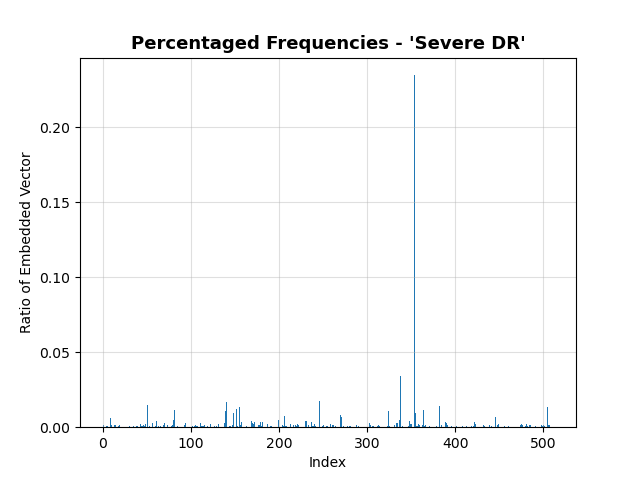 Percentaged Frequencies - 'Severe DR'
Ratio of Embedded Vector
0.20
0.15
0.10
0.05
0.00
0 100 200 300 400 500
Index